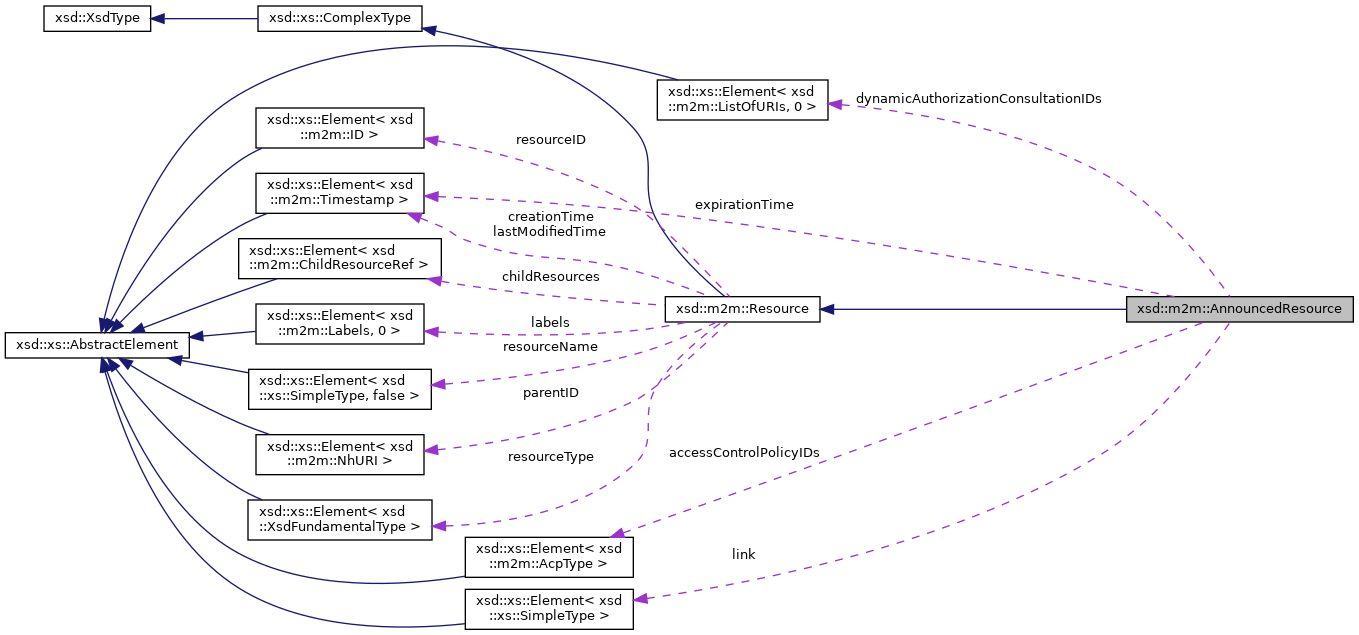 xsd::XsdType
xsd::xs::ComplexType
xsd::xs::Element< xsd
::m2m::ListOfURIs, 0 >
dynamicAuthorizationConsultationIDs
xsd::xs::Element< xsd
::m2m::ID >
resourceID
xsd::xs::Element< xsd
::m2m::Timestamp >
expirationTime
creationTime
lastModifiedTime
xsd::xs::Element< xsd
::m2m::ChildResourceRef >
childResources
xsd::m2m::Resource
xsd::m2m::AnnouncedResource
xsd::xs::Element< xsd
::m2m::Labels, 0 >
labels
xsd::xs::AbstractElement
resourceName
xsd::xs::Element< xsd
::xs::SimpleType, false >
parentID
xsd::xs::Element< xsd
::m2m::NhURI >
resourceType
accessControlPolicyIDs
xsd::xs::Element< xsd
::XsdFundamentalType >
xsd::xs::Element< xsd
::m2m::AcpType >
link
xsd::xs::Element< xsd
::xs::SimpleType >